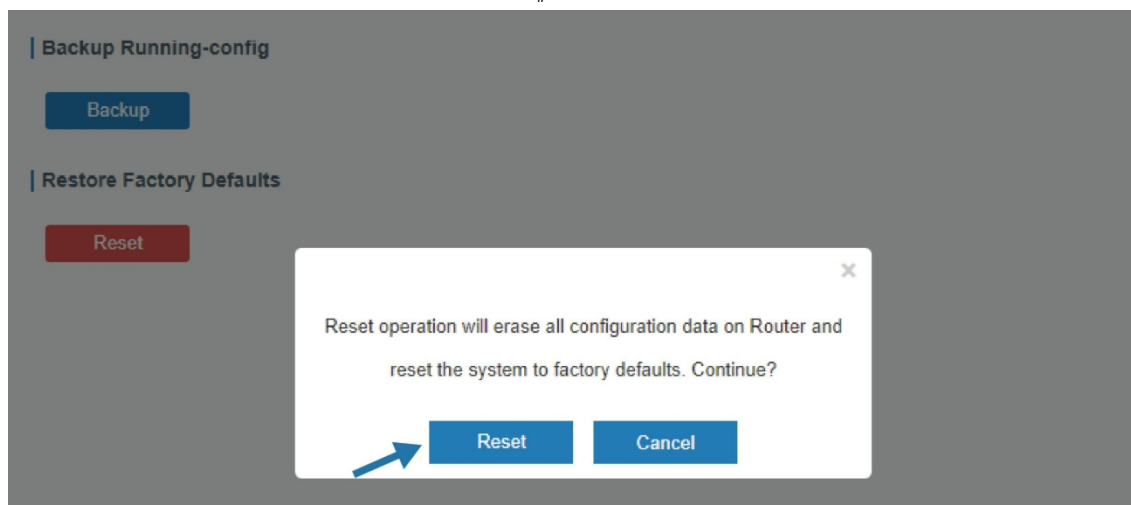 Backup Running-config
Backup
Restore Factory Defaults
Reset
Reset operation will erase all configuration data on Router and
reset the system to factory defaults. Continue?
Reset Cancel